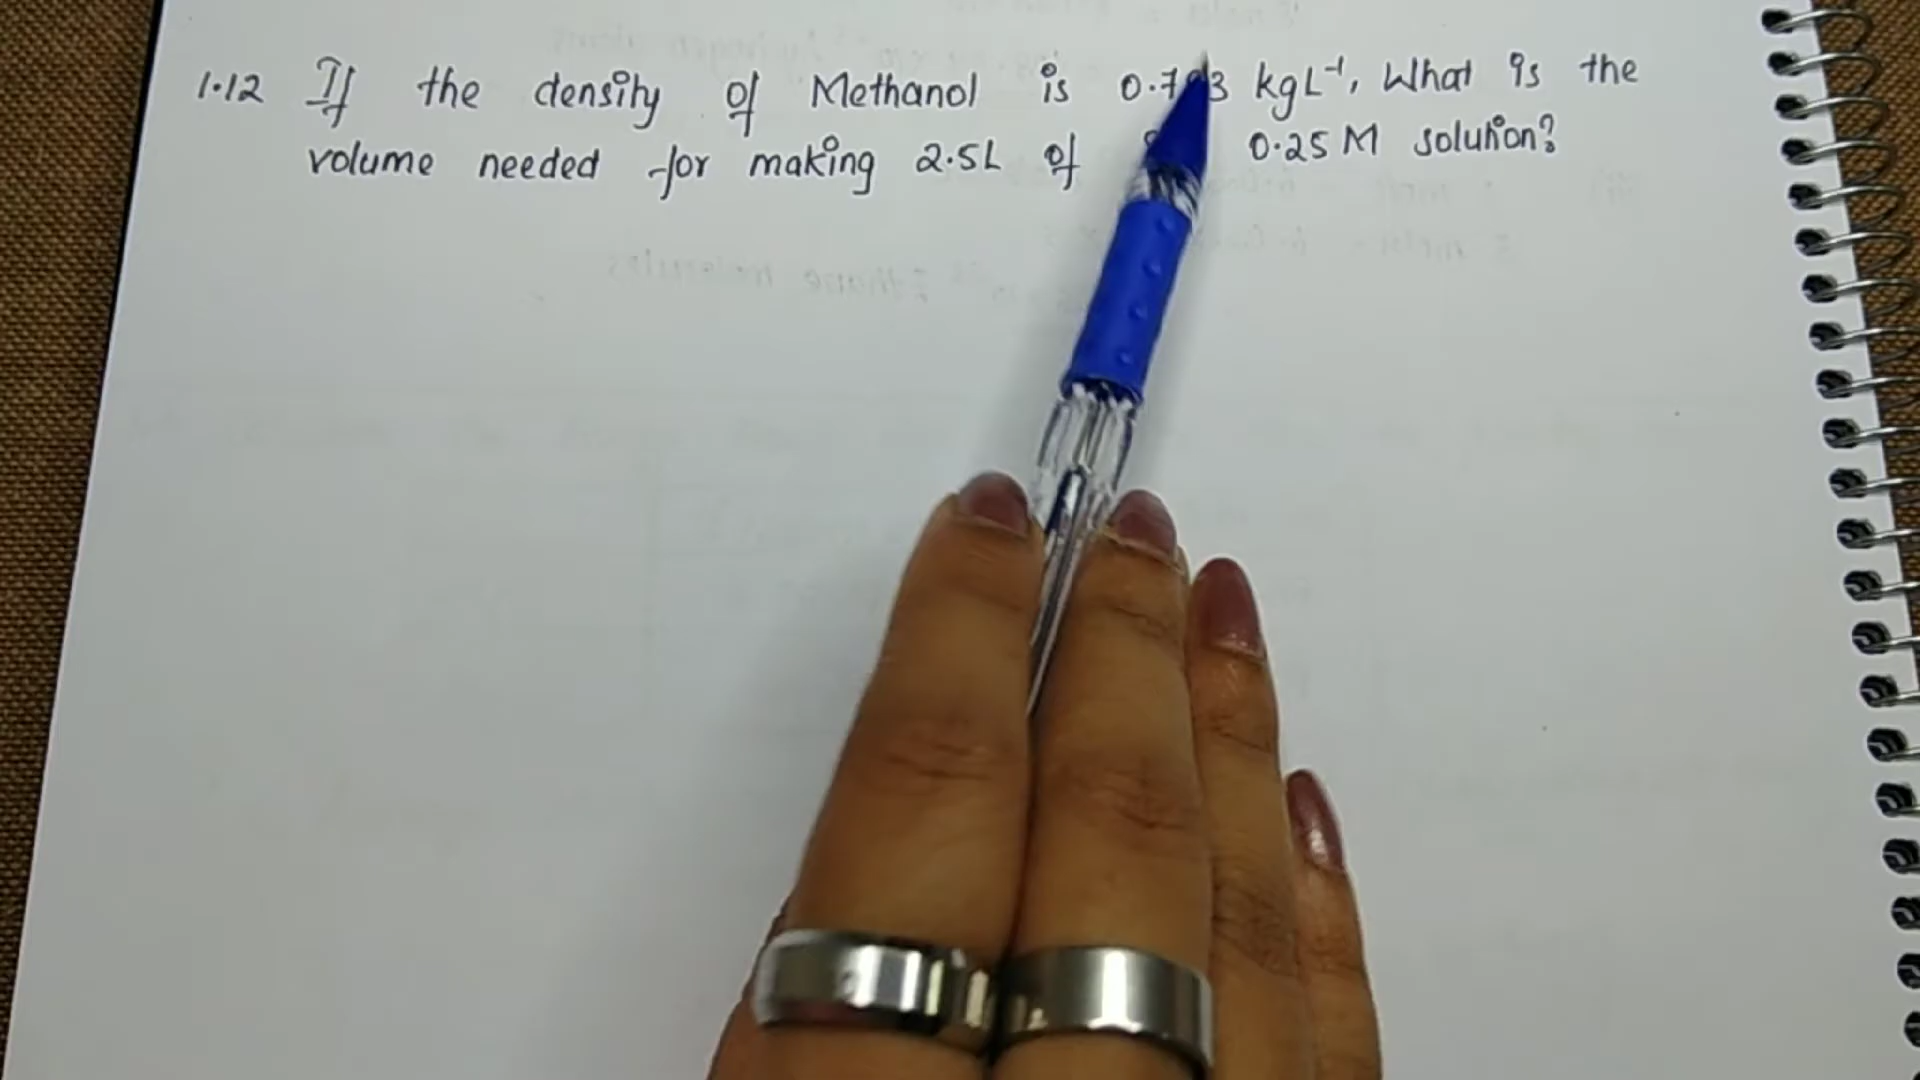 1.12 If the density of Methanol is kgL⁻¹, What is the
volume needed for making 2.5L of 0.25 M solution?